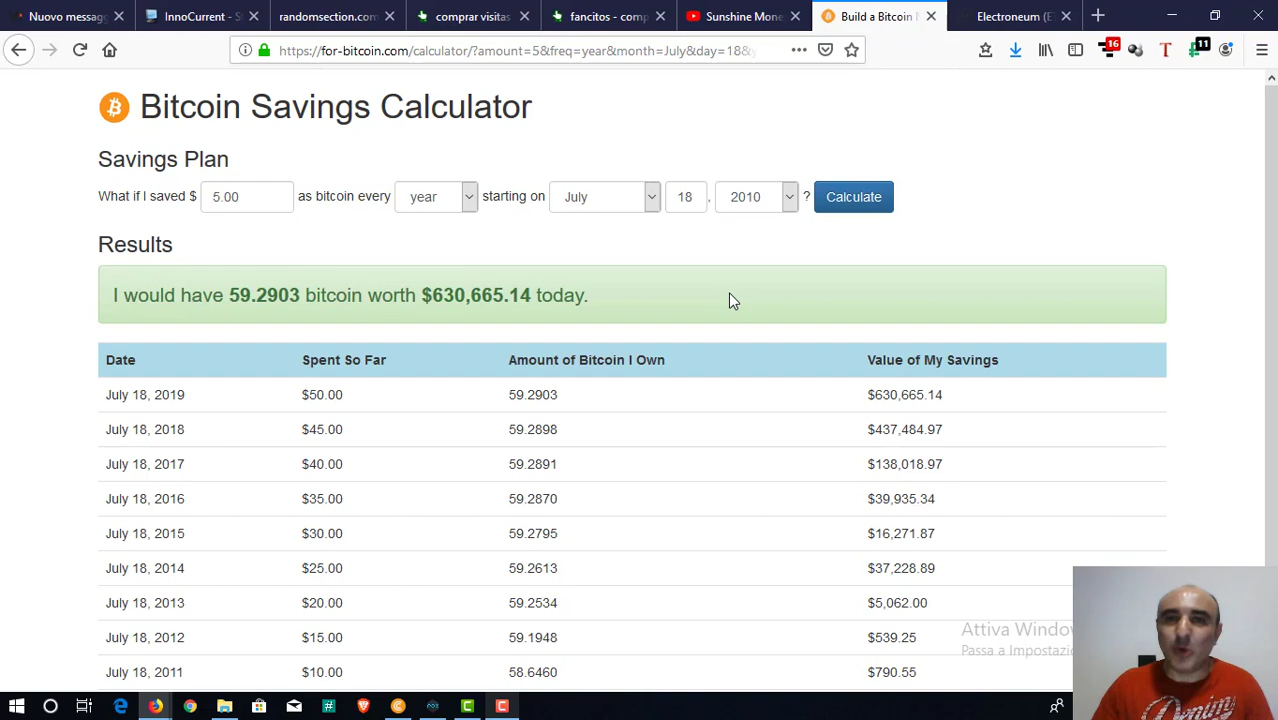 Nuovo messag
InnoCurrent - S
randomsection.com
comprar visitas
fancitos - comp
Sunshine Mone
Build a Bitcoin
Electroneum (E
https://for-bitcoin.com/calculator/?amount=5&freq=year&month=July&day=18&
16
11
Bitcoin Savings Calculator
Savings Plan
What if I saved $ 5.00 as bitcoin every year starting on July 18 , 2010 ? Calculate
Results
I would have 59.2903 bitcoin worth $630,665.14 today.
Date Spent So Far Amount of Bitcoin I Own Value of My Savings
July 18, 2019 $50.00 59.2903 $630,665.14
July 18, 2018 $45.00 59.2898 $437,484.97
July 18, 2017 $40.00 59.2891 $138,018.97
July 18, 2016 $35.00 59.2870 $39,935.34
July 18, 2015 $30.00 59.2795 $16,271.87
July 18, 2014 $25.00 59.2613 $37,228.89
July 18, 2013 $20.00 59.2534 $5,062.00
July 18, 2012 $15.00 59.1948 $539.25
July 18, 2011 $10.00 58.6460 $790.55
Attiva Windo
Passa a Impostazi